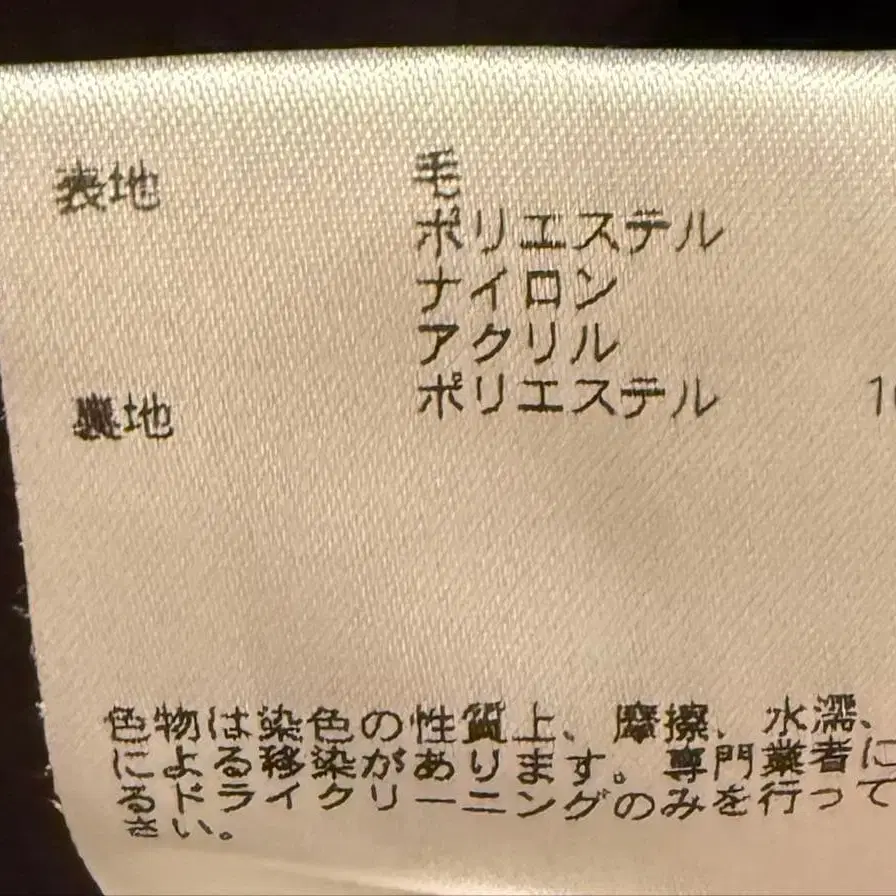 表地 毛
ポリエステル
ナイロン
アクリル
裏地 ポリエステル 1
色物は染色の性質上、摩擦、水濡、
による移染があります。専門業者に
るドライクリーニングのみを行って
さい。